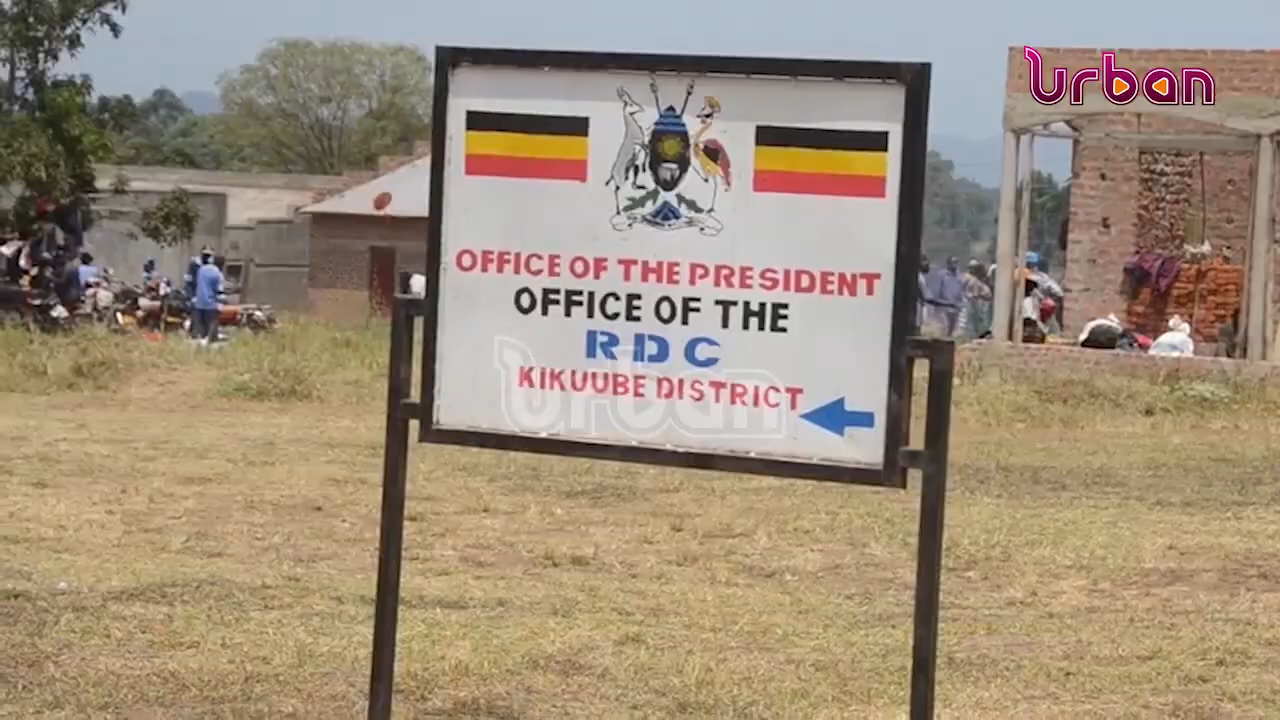 Urban
OFFICE OF THE PRESIDENT
OFFICE OF THE
RDC
KIKUUBE DISTRICT
Urban